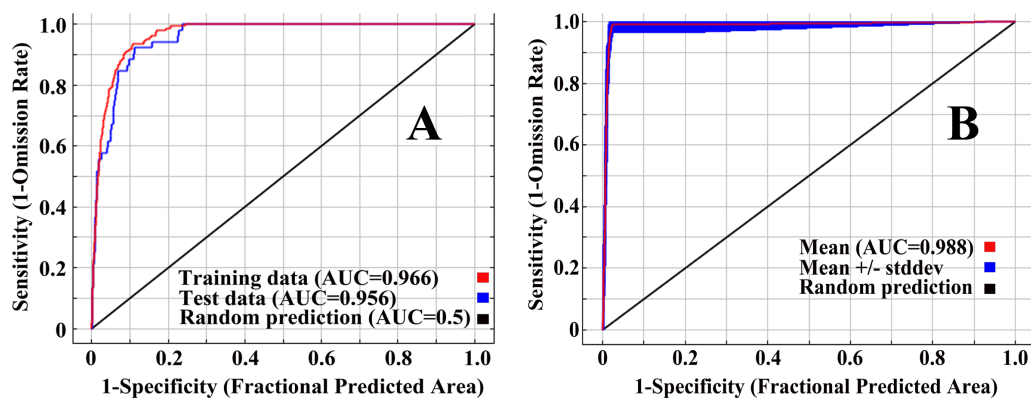 Sensitivity (1-Omission Rate)
1.0
0.8
0.6
0.4
0.2
0
A
Training data (AUC=0.966)
Test data (AUC=0.956)
Random prediction (AUC=0.5)
0 0.2 0.4 0.6 0.8 1.0
1-Specificity (Fractional Predicted Area)
Sensitivity (1-Omission Rate)
1.0
0.8
0.6
0.4
0.2
0
B
Mean (AUC=0.988)
Mean +/- stddev
Random prediction
0 0.2 0.4 0.6 0.8 1.0
1-Specificity (Fractional Predicted Area)